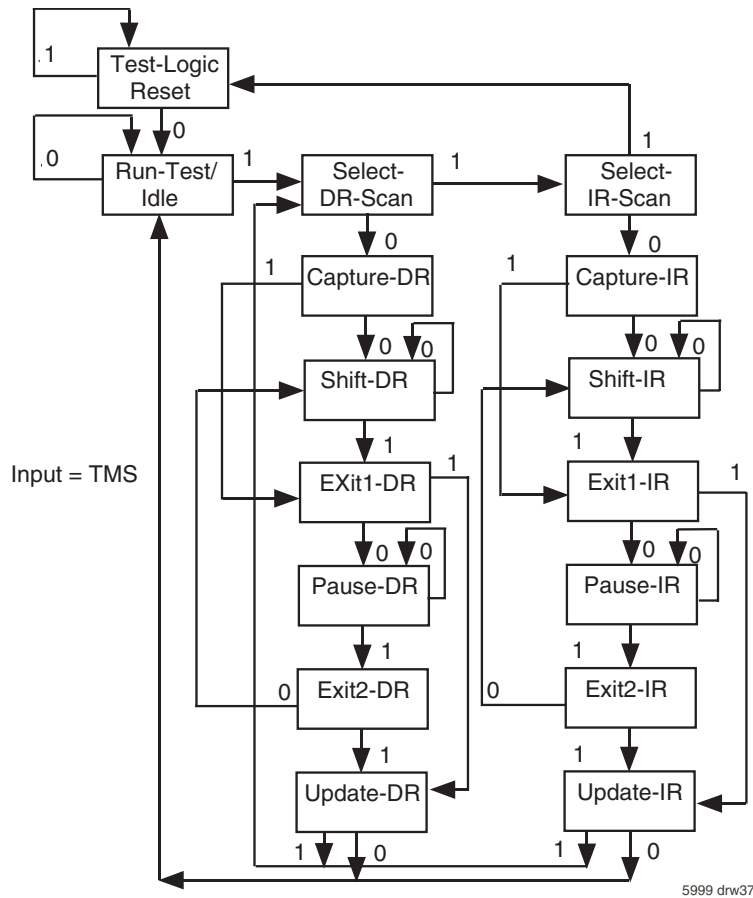 1
Test-Logic
Reset
0
0
Run-Test/
Idle
1
Select-
DR-Scan
1
Select-
IR-Scan
1
0
0
1
Capture-DR
1
Capture-IR
0
0
0
0
Shift-DR
Shift-IR
1
1
Input = TMS
EXit1-DR
1
Exit1-IR
1
0
0
0
0
Pause-DR
Pause-IR
1
1
0
Exit2-DR
0
Exit2-IR
1
1
Update-DR
Update-IR
1
0
1
0
5999 drw37